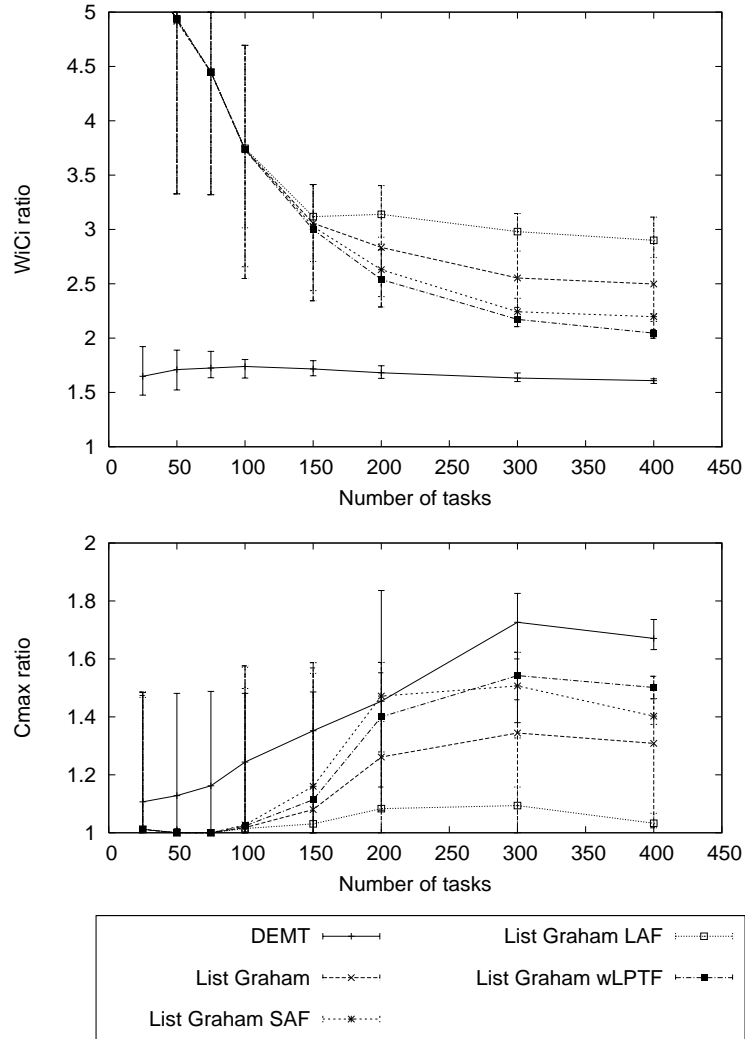 5
4.5
4
3.5
3
2.5
2
1.5
1
WiCi ratio
0 50 100 150 200 250 300 350 400 450
Number of tasks
2
1.8
1.6
1.4
1.2
1
Cmax ratio
0 50 100 150 200 250 300 350 400 450
Number of tasks
DEMT
List Graham
List Graham SAF
List Graham LAF
List Graham wLPTF